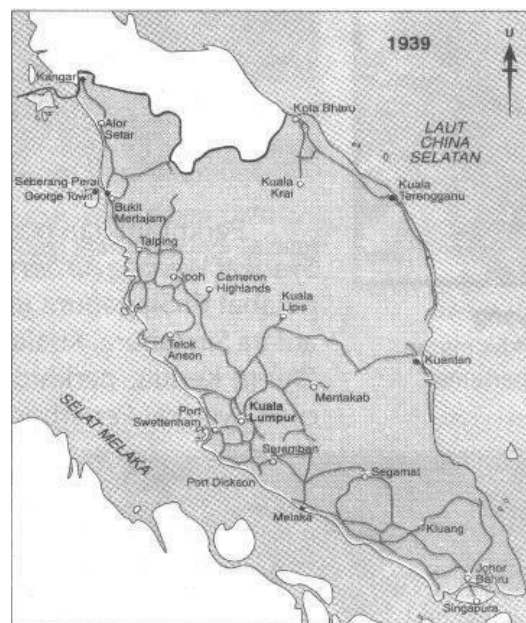 1939
U
Kangar
Kota Bharu
Alor
Setar
LAUT
CHINA
SELATAN
Seberang Perai
George Town
Bukit
Mertajam
Kuala
Krai
Kuala
Terengganu
Taiping
Ipoh
Cameron
Highlands
Kuala
Lipis
Telok
Anson
Kuantan
Mentakab
SELAT MELAKA
Port
Swettenham
Kuala
Lumpur
Seremban
Port Dickson
Segamat
Melaka
Kluang
Johor
Bahru
Singapura